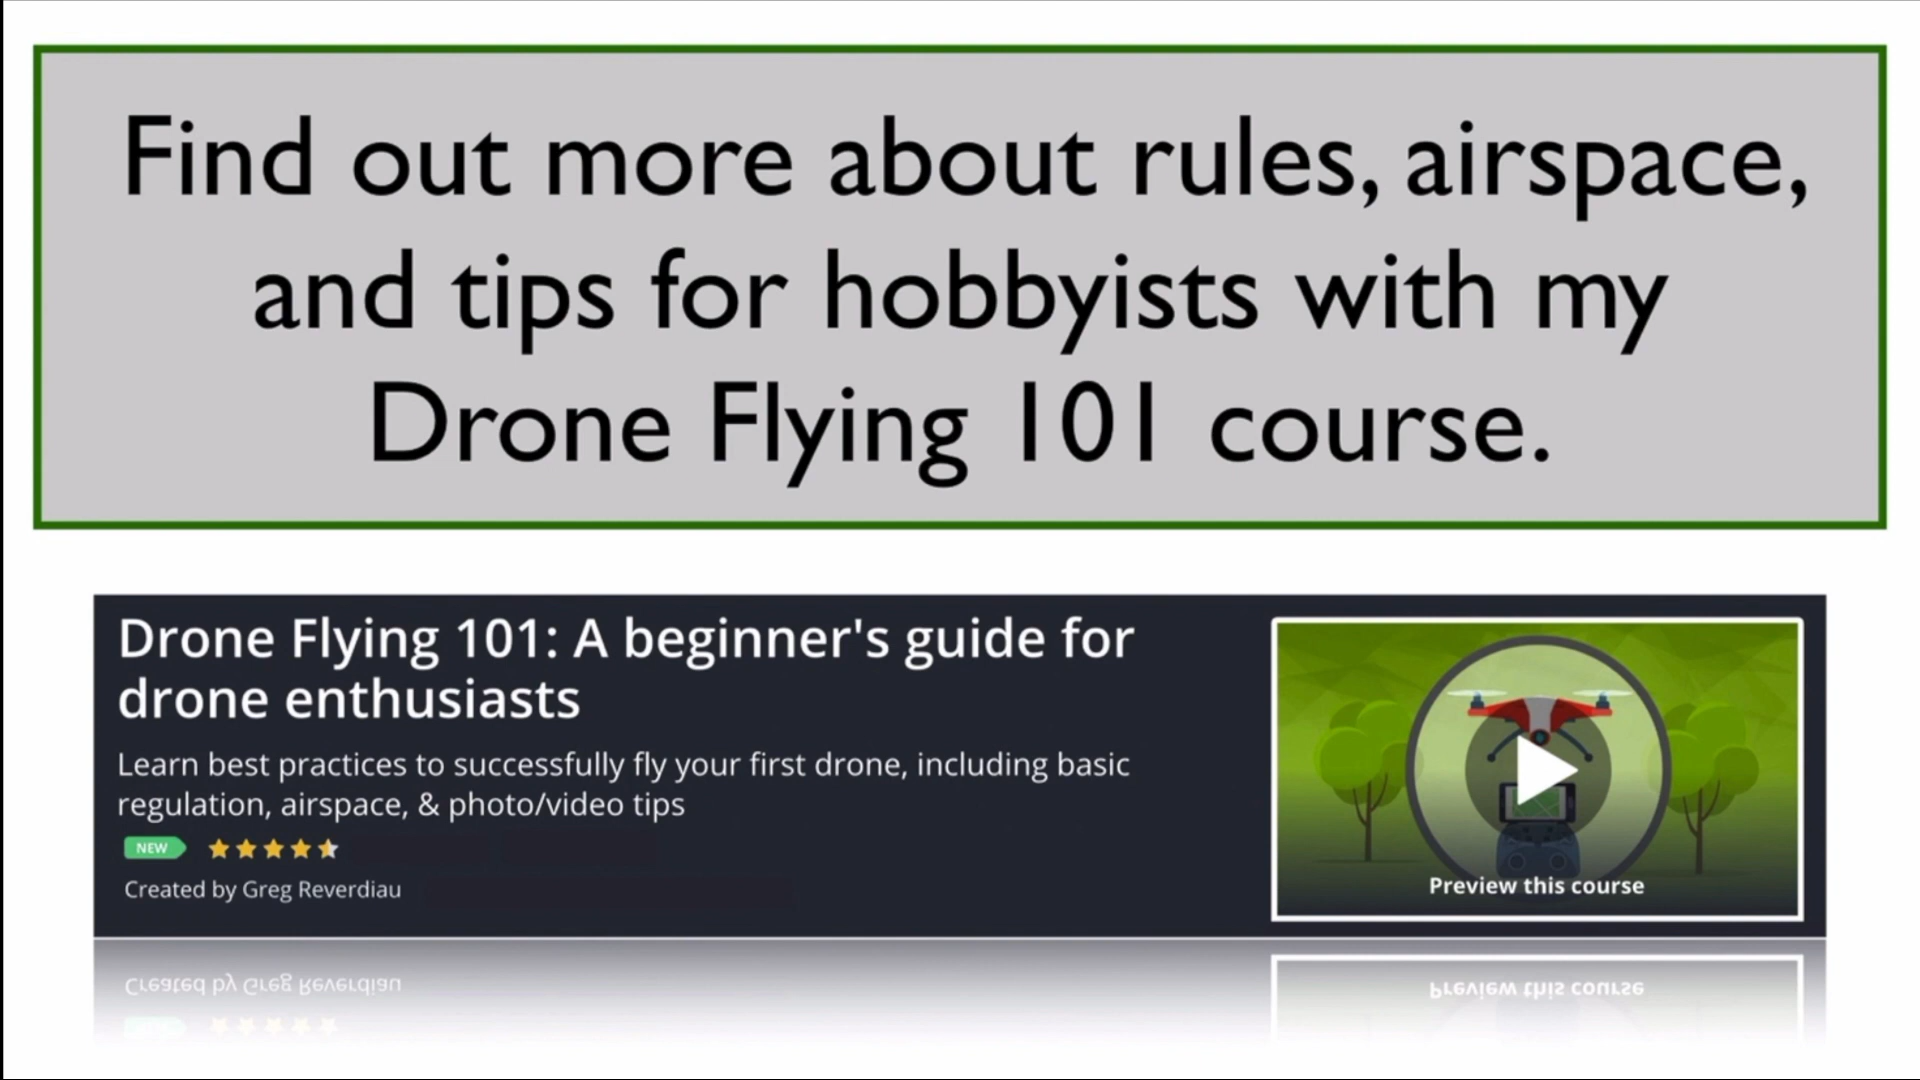 Find out more about rules, airspace,
and tips for hobbyists with my
Drone Flying 101 course.
Drone Flying 101: A beginner's guide for
drone enthusiasts
Learn best practices to successfully fly your first drone, including basic
regulation, airspace, & photo/video tips
NEW
Created by Greg Reverdiau
Preview this course